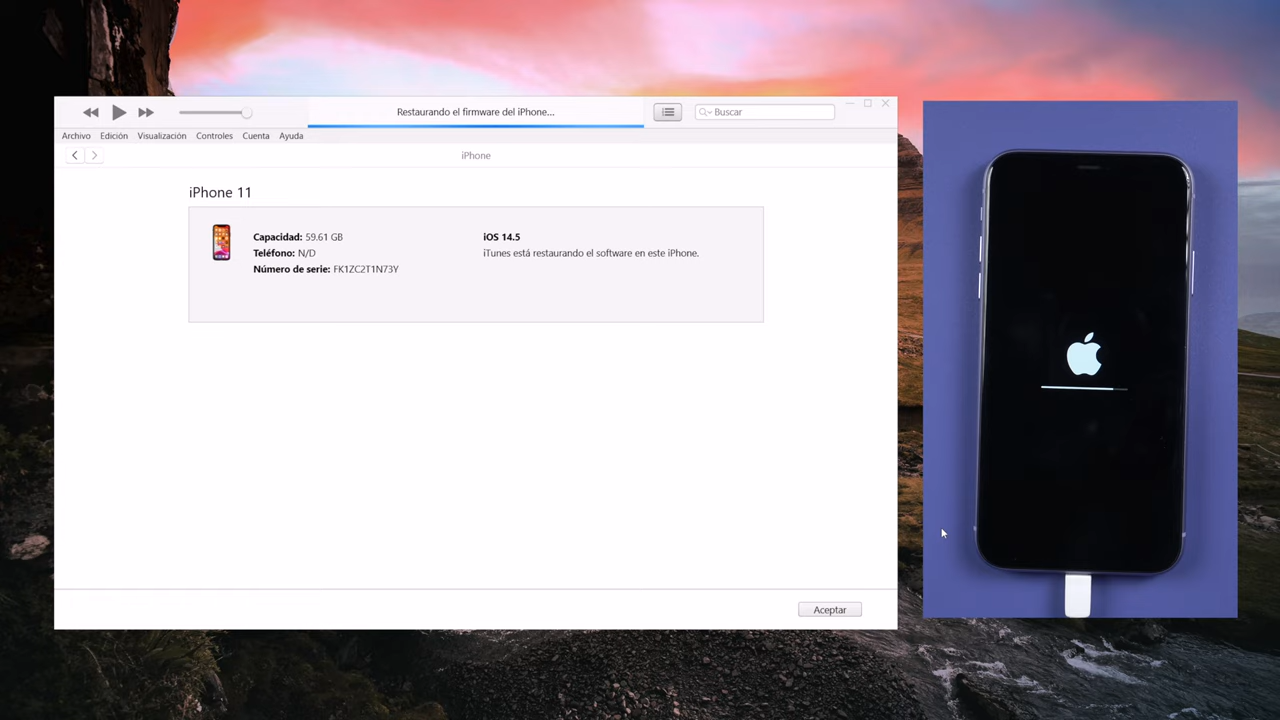 Restaurando el firmware del iPhone...
Buscar
Archivo Edición Visualización Controles Cuenta Ayuda
iPhone
iPhone 11
Capacidad: 59.61 GB
Teléfono: N/D
Número de serie: FK1ZC2T1N73Y
iOS 14.5
iTunes está restaurando el software en este iPhone.
Aceptar